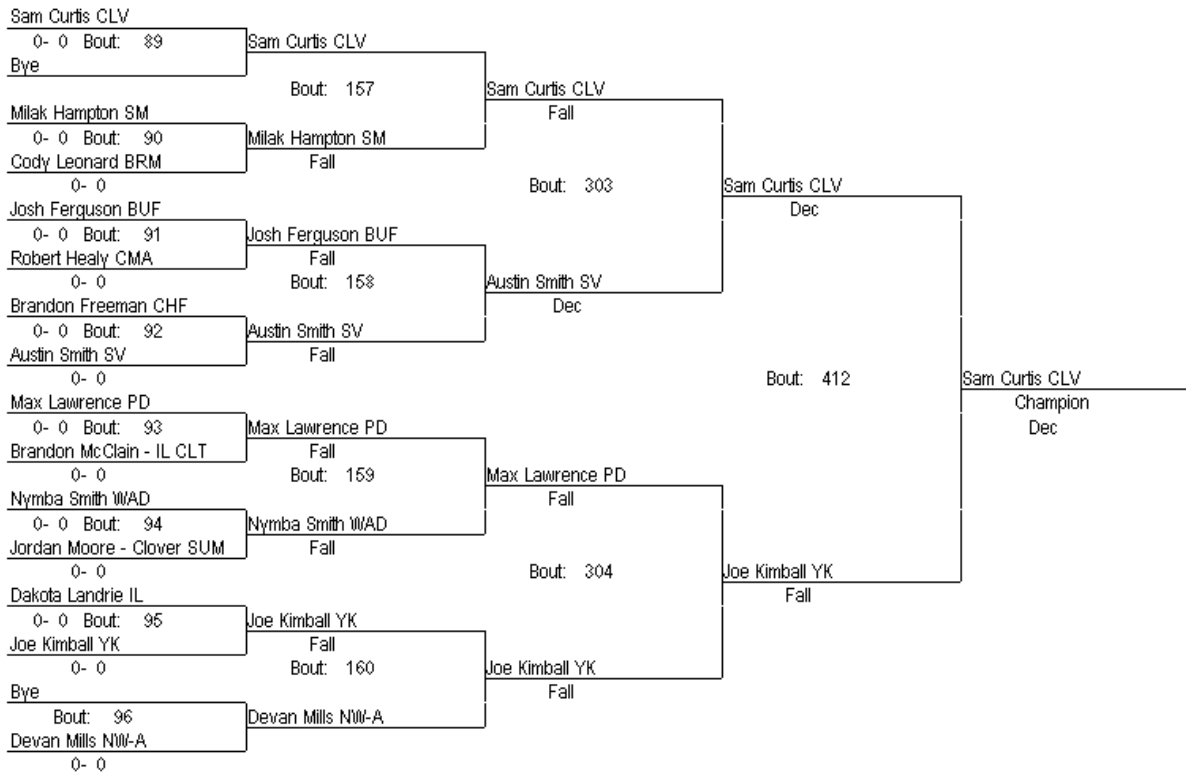 Sam Curtis CLV
0- 0 Bout: 89
Sam Curtis CLV
Bye
Bout: 157
Sam Curtis CLV
Fall
Milak Hampton SM
0- 0 Bout: 90
Milak Hampton SM
Cody Leonard BRM
Fall
0- 0
Bout: 303
Sam Curtis CLV
Dec
Josh Ferguson BUF
0- 0 Bout: 91
Josh Ferguson BUF
Robert Healy CMA
Fall
0- 0
Bout: 158
Austin Smith SV
Dec
Brandon Freeman CHF
0- 0 Bout: 92
Austin Smith SV
Austin Smith SV
Fall
0- 0
Bout: 412
Sam Curtis CLV
Champion
Dec
Max Lawrence PD
0- 0 Bout: 93
Max Lawrence PD
Brandon McClain - IL CLT
Fall
0- 0
Bout: 159
Max Lawrence PD
Fall
Nymba Smith WAD
0- 0 Bout: 94
Nymba Smith WAD
Jordan Moore - Clover SUM
Fall
0- 0
Bout: 304
Joe Kimball YK
Fall
Dakota Landrie IL
0- 0 Bout: 95
Joe Kimball YK
Joe Kimball YK
Fall
0- 0
Bout: 160
Joe Kimball YK
Fall
Bye
Bout: 96
Devan Mills NW-A
Devan Mills NW-A
0- 0